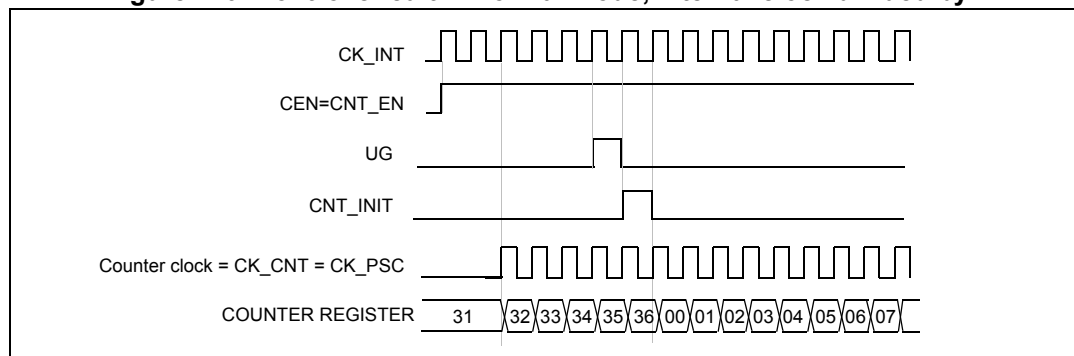 CK_INT
CEN=CNT_EN
UG
CNT_INIT
Counter clock = CK_CNT = CK_PSC
COUNTER REGISTER 31 32 33 34 35 36 00 01 02 03 04 05 06 07